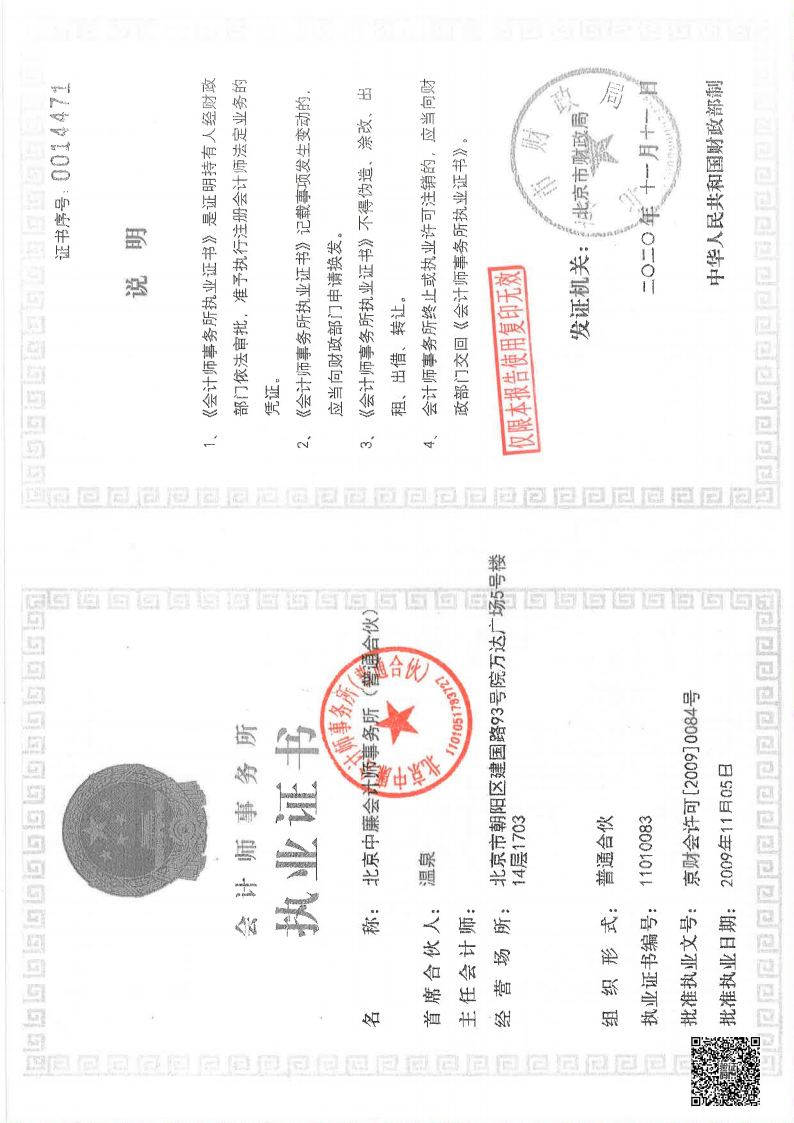 会计师事务所
执业证书
名称：北京中廉会计师事务所（普通合伙）
首席合伙人：温泉
主任会计师：
经营场所：北京市朝阳区建国路93号院万达广场5号楼
14层1703
组织形式：普通合伙
执业证书编号：11010083
批准执业文号：京财会许可[2009]0084号
批准执业日期：2009年11月05日
1101051793727
证书序号：0014471
说明
1、《会计师事务所执业证书》是证明持有人经财政
部门依法审批，准予执行注册会计师法定业务的
凭证。
2、《会计师事务所执业证书》记载事项发生变动的，
应当向财政部门申请换发。
3、《会计师事务所执业证书》不得伪造、涂改、出
租、出借、转让。
4、会计师事务所终止或执业许可注销的，应当向财
政部门交回《会计师事务所执业证书》。
仅限本报告使用复印无效
发证机关：北京市财政局
二〇二〇年十一月十一日
中华人民共和国财政部制